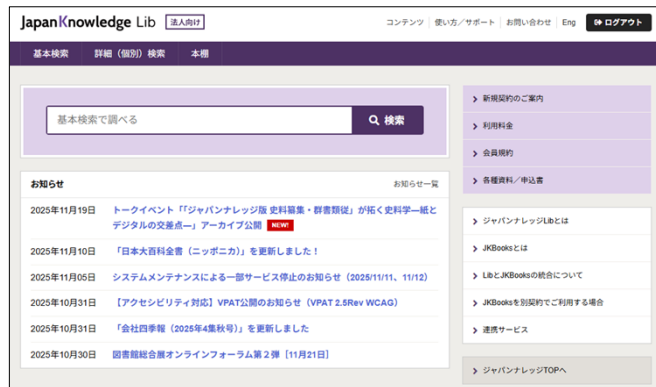 JapanKnowledge Lib 法人向け
コンテンツ 使い方／サポート お問い合わせ Eng ログアウト
基本検索 詳細（個別）検索 本棚
基本検索で調べる 検索
お知らせ お知らせ一覧
2025年11月19日 トークイベント「「ジャパンナレッジ版 史料纂集・群書類従」が拓く史料学―紙と
デジタルの交差点―」アーカイブ公開 NEW!
2025年11月10日 「日本大百科全書（ニッポニカ）」を更新しました！
2025年11月05日 システムメンテナンスによる一部サービス停止のお知らせ（2025/11/11、11/12）
2025年10月31日 【アクセシビリティ対応】VPAT公開のお知らせ（VPAT 2.5Rev WCAG）
2025年10月31日 「会社四季報（2025年4集秋号）」を更新しました
2025年10月30日 図書館総合展オンラインフォーラム第２弾［11月21日］
新規契約のご案内
利用料金
会員規約
各種資料／申込書
ジャパンナレッジLibとは
JKBooksとは
LibとJKBooksの統合について
JKBooksを別契約でご利用する場合
連携サービス
ジャパンナレッジTOPへ